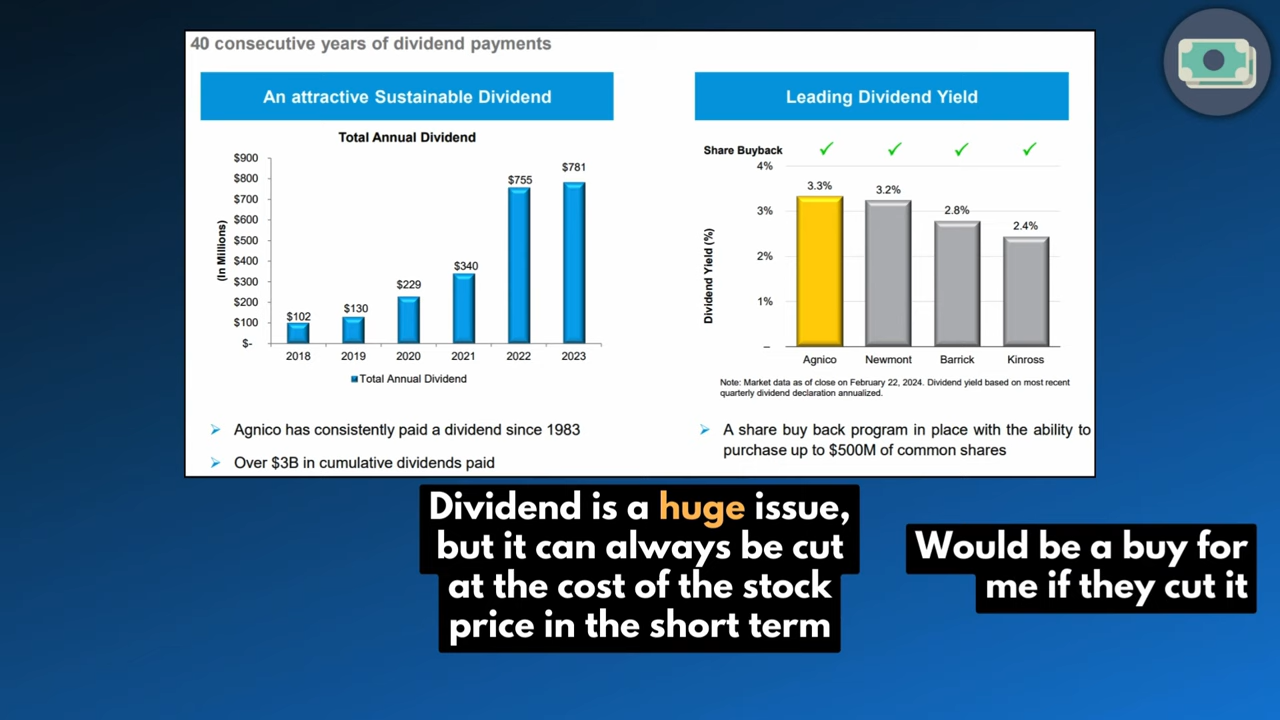 40 consecutive years of dividend payments
An attractive Sustainable Dividend
Total Annual Dividend
(In Millions)
$900
$800
$700
$600
$500
$400
$300
$200
$100
$-
$102
$130
$229
$340
$755
$781
2018 2019 2020 2021 2022 2023
Total Annual Dividend
Agnico has consistently paid a dividend since 1983
Over $3B in cumulative dividends paid
Leading Dividend Yield
Share Buyback
Dividend Yield (%)
4%
3%
2%
1%
–
3.3%
3.2%
2.8%
2.4%
Agnico Newmont Barrick Kinross
Note: Market data as of close on February 22, 2024. Dividend yield based on most recent
quarterly dividend declaration annualized.
A share buy back program in place with the ability to
purchase up to $500M of common shares
Dividend is a huge issue,
but it can always be cut
at the cost of the stock
price in the short term
Would be a buy for
me if they cut it